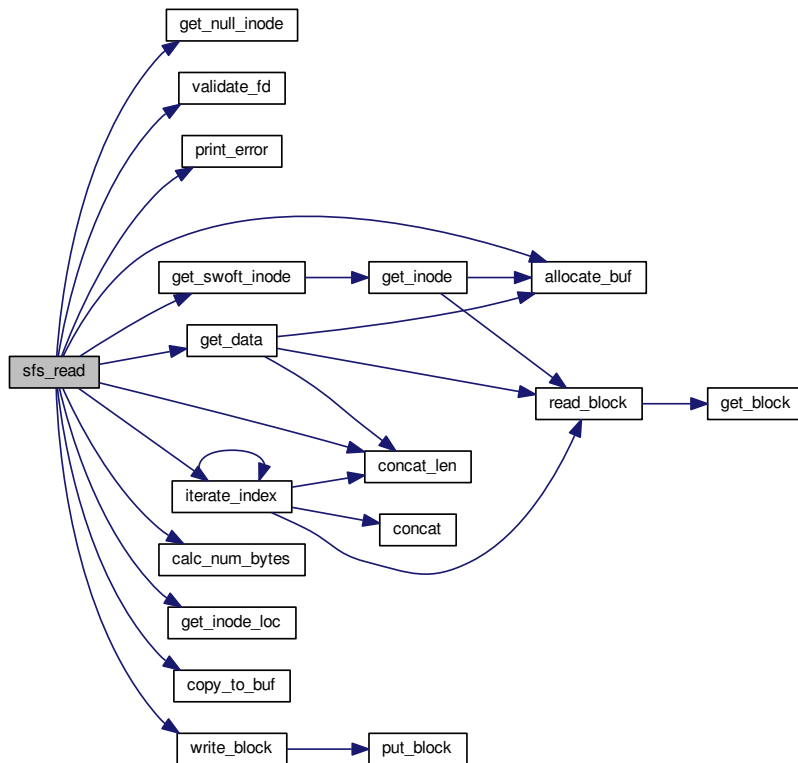 get_null_inode
validate_fd
print_error
get_swoft_inode
get_inode
allocate_buf
get_data
sfs_read
read_block
get_block
concat_len
iterate_index
concat
calc_num_bytes
get_inode_loc
copy_to_buf
write_block
put_block